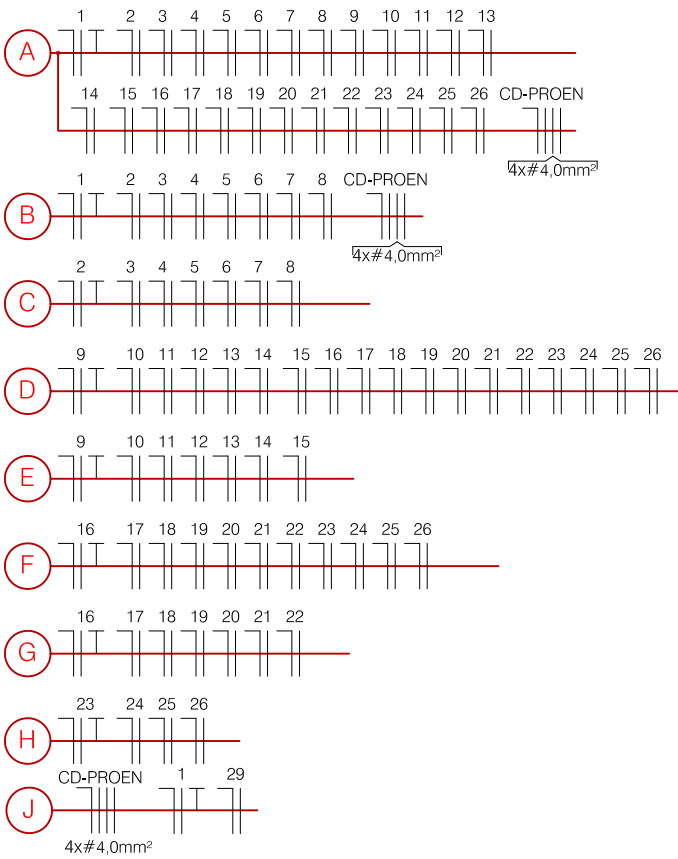 1 2 3 4 5 6 7 8 9 10 11 12 13
A
14 15 16 17 18 19 20 21 22 23 24 25 26 CD-PROEN
4x#4,0mm²
1 2 3 4 5 6 7 8 CD-PROEN
B
4x#4,0mm²
2 3 4 5 6 7 8
C
9 10 11 12 13 14 15 16 17 18 19 20 21 22 23 24 25 26
D
9 10 11 12 13 14 15
E
16 17 18 19 20 21 22 23 24 25 26
F
16 17 18 19 20 21 22
G
23 24 25 26
H
CD-PROEN 1 29
J
4x#4,0mm²